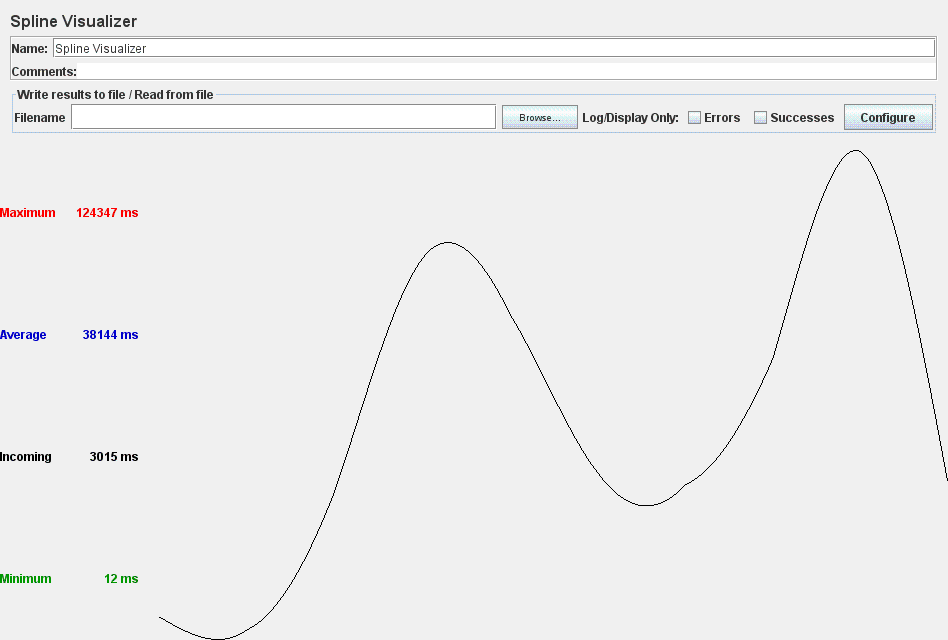 Spline Visualizer
Name: Spline Visualizer
Comments:
Write results to file / Read from file
Filename Browse... Log/Display Only: Errors Successes Configure
Maximum 124347 ms
Average 38144 ms
Incoming 3015 ms
Minimum 12 ms